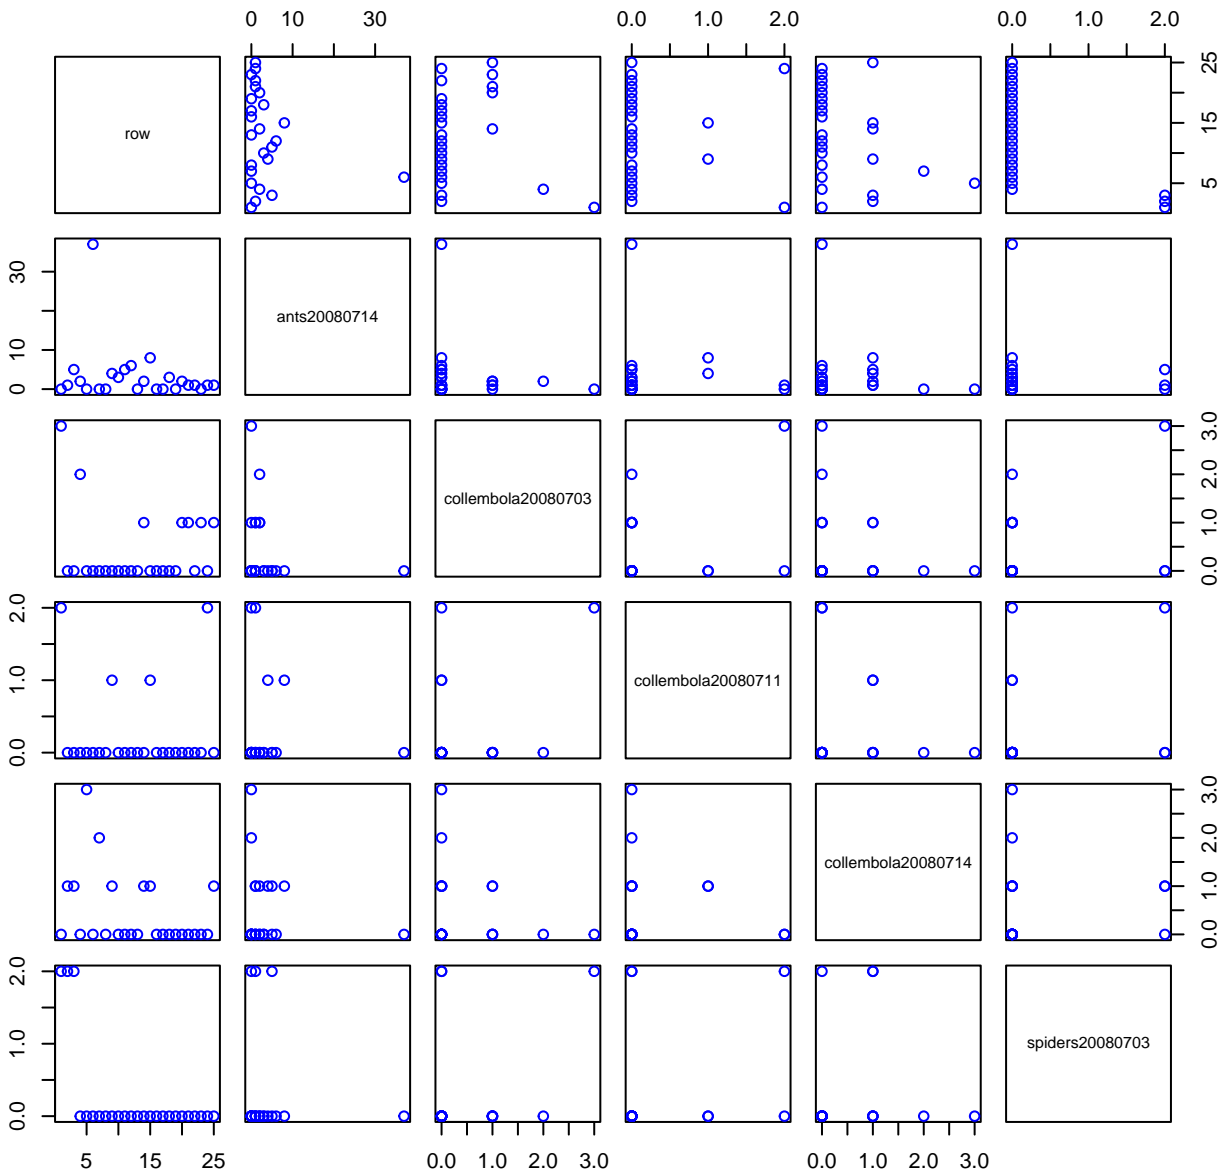 0 10 30 0.0 1.0 2.0 0.0 1.0 2.0
row
5 15 25
0 10 30
ants20080714
collembola20080703
0.0 1.0 2.0 3.0
0.0 1.0 2.0
collembola20080711
collembola20080714
0.0 1.0 2.0 3.0
0.0 1.0 2.0
spiders20080703
5 15 25 0.0 1.0 2.0 3.0 0.0 1.0 2.0 3.0